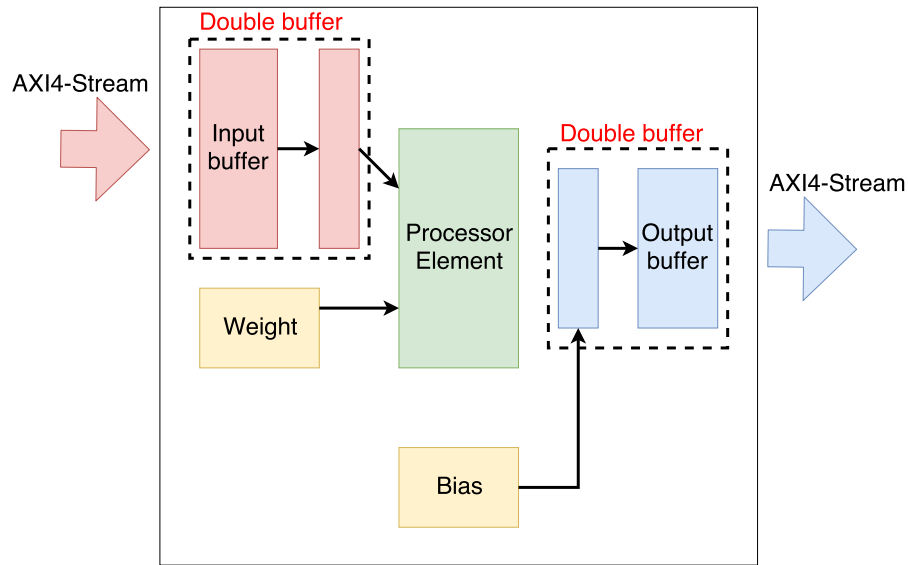 Double buffer
AXI4-Stream
Input
buffer
Double buffer
AXI4-Stream
Processor
Element
Output
buffer
Weight
Bias